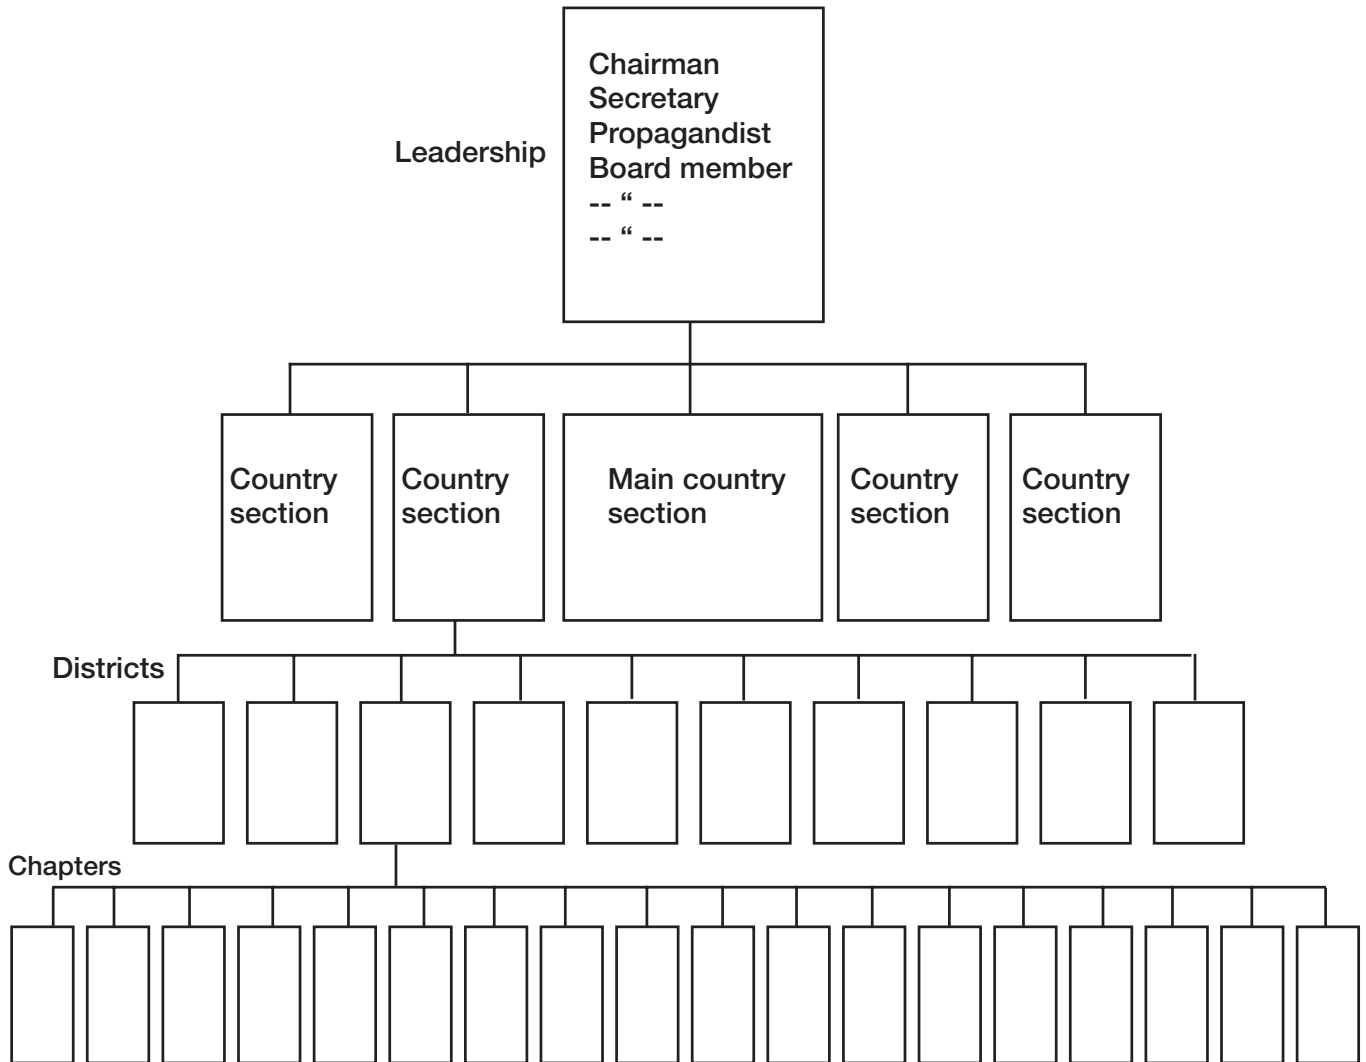 Leadership
Chairman
Secretary
Propagandist
Board member
-- “ --
-- “ --
Country
section
Country
section
Main country
section
Country
section
Country
section
Districts
Chapters